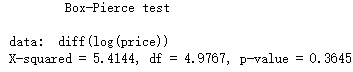 Box-Pierce test
data:  diff(log(price))
X-squared = 5.4144, df = 4.9767, p-value = 0.3645